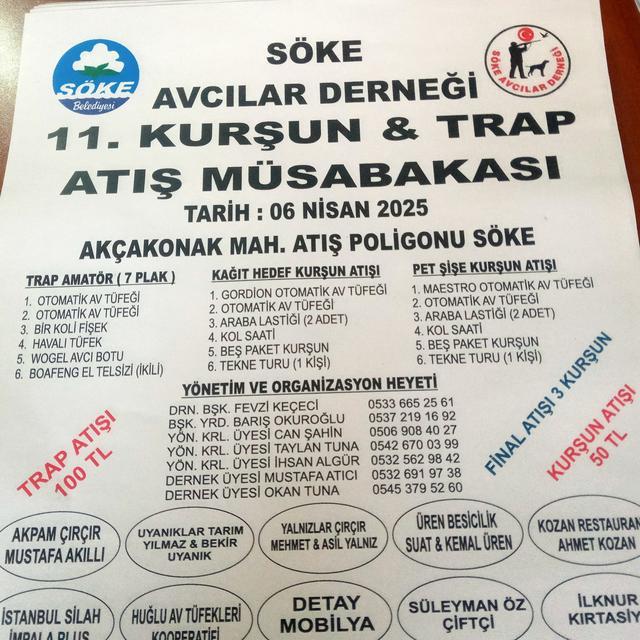 SÖKE
Belediyesi
SÖKE AVCILAR DERNEĞİ
SÖKE
AVCILAR DERNEĞİ
11. KURŞUN & TRAP
ATIŞ MÜSABAKASI
TARİH : 06 NİSAN 2025
AKÇAKONAK MAH. ATIŞ POLİGONU SÖKE
TRAP AMATÖR ( 7 PLAK )
1. OTOMATİK AV TÜFEĞİ
2. OTOMATİK AV TÜFEĞİ
3. BİR KOLİ FİŞEK
4. HAVALI TÜFEK
5. WOGEL AVCI BOTU
6. BOAFENG EL TELSİZİ (İKİLİ)
KAĞIT HEDEF KURŞUN ATIŞI
1. GORDİON OTOMATİK AV TÜFEĞİ
2. OTOMATİK AV TÜFEĞİ
3. ARABA LASTİĞİ (2 ADET)
4. KOL SAATİ
5. BEŞ PAKET KURŞUN
6. TEKNE TURU (1 KİŞİ)
PET ŞİŞE KURŞUN ATIŞI
1. MAESTRO OTOMATİK AV TÜFEĞİ
2. OTOMATİK AV TÜFEĞİ
3. ARABA LASTİĞİ (2 ADET)
4. KOL SAATİ
5. BEŞ PAKET KURŞUN
6. TEKNE TURU (1 KİŞİ)
YÖNETİM VE ORGANİZASYON HEYETİ
DRN. BŞK. FEVZİ KEÇECİ 0533 665 25 61
BŞK. YRD. BARIŞ OKUROĞLU 0537 219 16 92
YÖN. KRL. ÜYESİ CAN ŞAHİN 0506 908 40 27
YÖN. KRL. ÜYESİ TAYLAN TUNA 0542 670 03 99
YÖN. KRL. ÜYESİ İHSAN ALGÜR 0532 562 98 42
DERNEK ÜYESİ MUSTAFA ATICI 0532 691 97 38
DERNEK ÜYESİ OKAN TUNA 0545 379 52 60
TRAP ATIŞI
100 TL
FİNAL ATIŞI 3 KURŞUN
KURŞUN ATIŞI
50 TL
AKPAM ÇIRÇIR
MUSTAFA AKILLI
UYANIKLAR TARIM
YILMAZ & BEKİR
UYANIK
YALNIZLAR ÇIRÇIR
MEHMET & ASİL YALNIZ
ÜREN BESİCİLİK
SUAT & KEMAL ÜREN
KOZAN RESTAURAN
AHMET KOZAN
İSTANBUL SİLAH
İMPALA PLUS
HUĞLU AV TÜFEKLERİ
KOOPERATİFİ
DETAY
MOBİLYA
SÜLEYMAN ÖZ
ÇİFTÇİ
İLKNUR
KIRTASİY